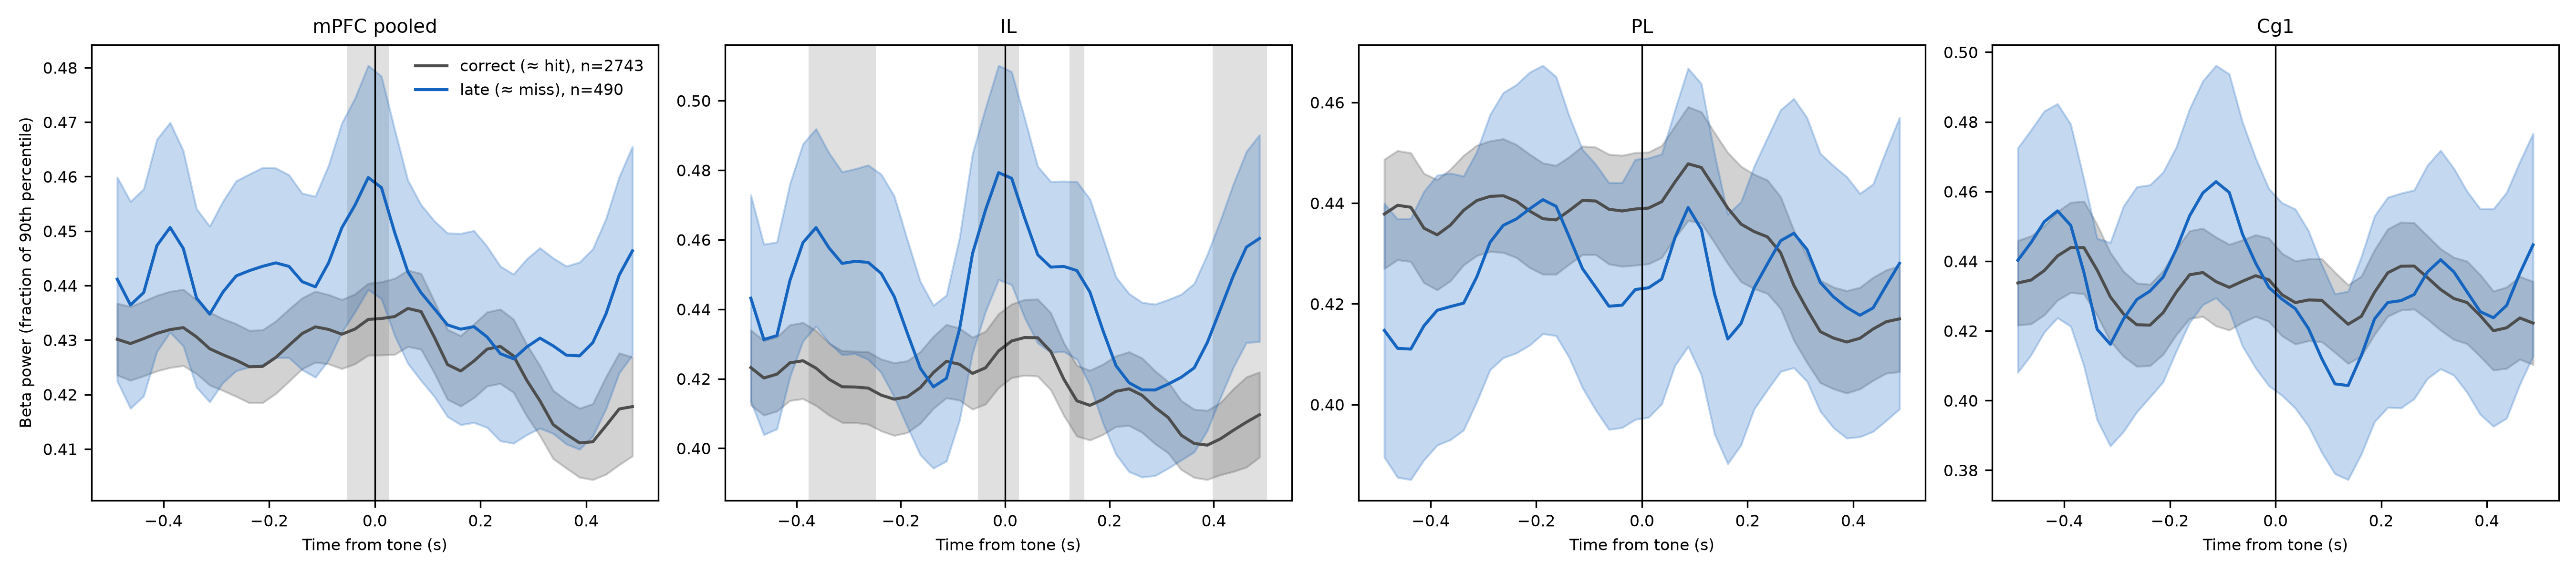 mPFC pooled
Beta power (fraction of 90th percentile)
0.48
0.47
0.46
0.45
0.44
0.43
0.42
0.41
correct (≈ hit), n=2743
late (≈ miss), n=490
−0.4 −0.2 0.0 0.2 0.4
Time from tone (s)
IL
0.50
0.48
0.46
0.44
0.42
0.40
−0.4 −0.2 0.0 0.2 0.4
Time from tone (s)
PL
0.46
0.44
0.42
0.40
−0.4 −0.2 0.0 0.2 0.4
Time from tone (s)
Cg1
0.50
0.48
0.46
0.44
0.42
0.40
0.38
−0.4 −0.2 0.0 0.2 0.4
Time from tone (s)